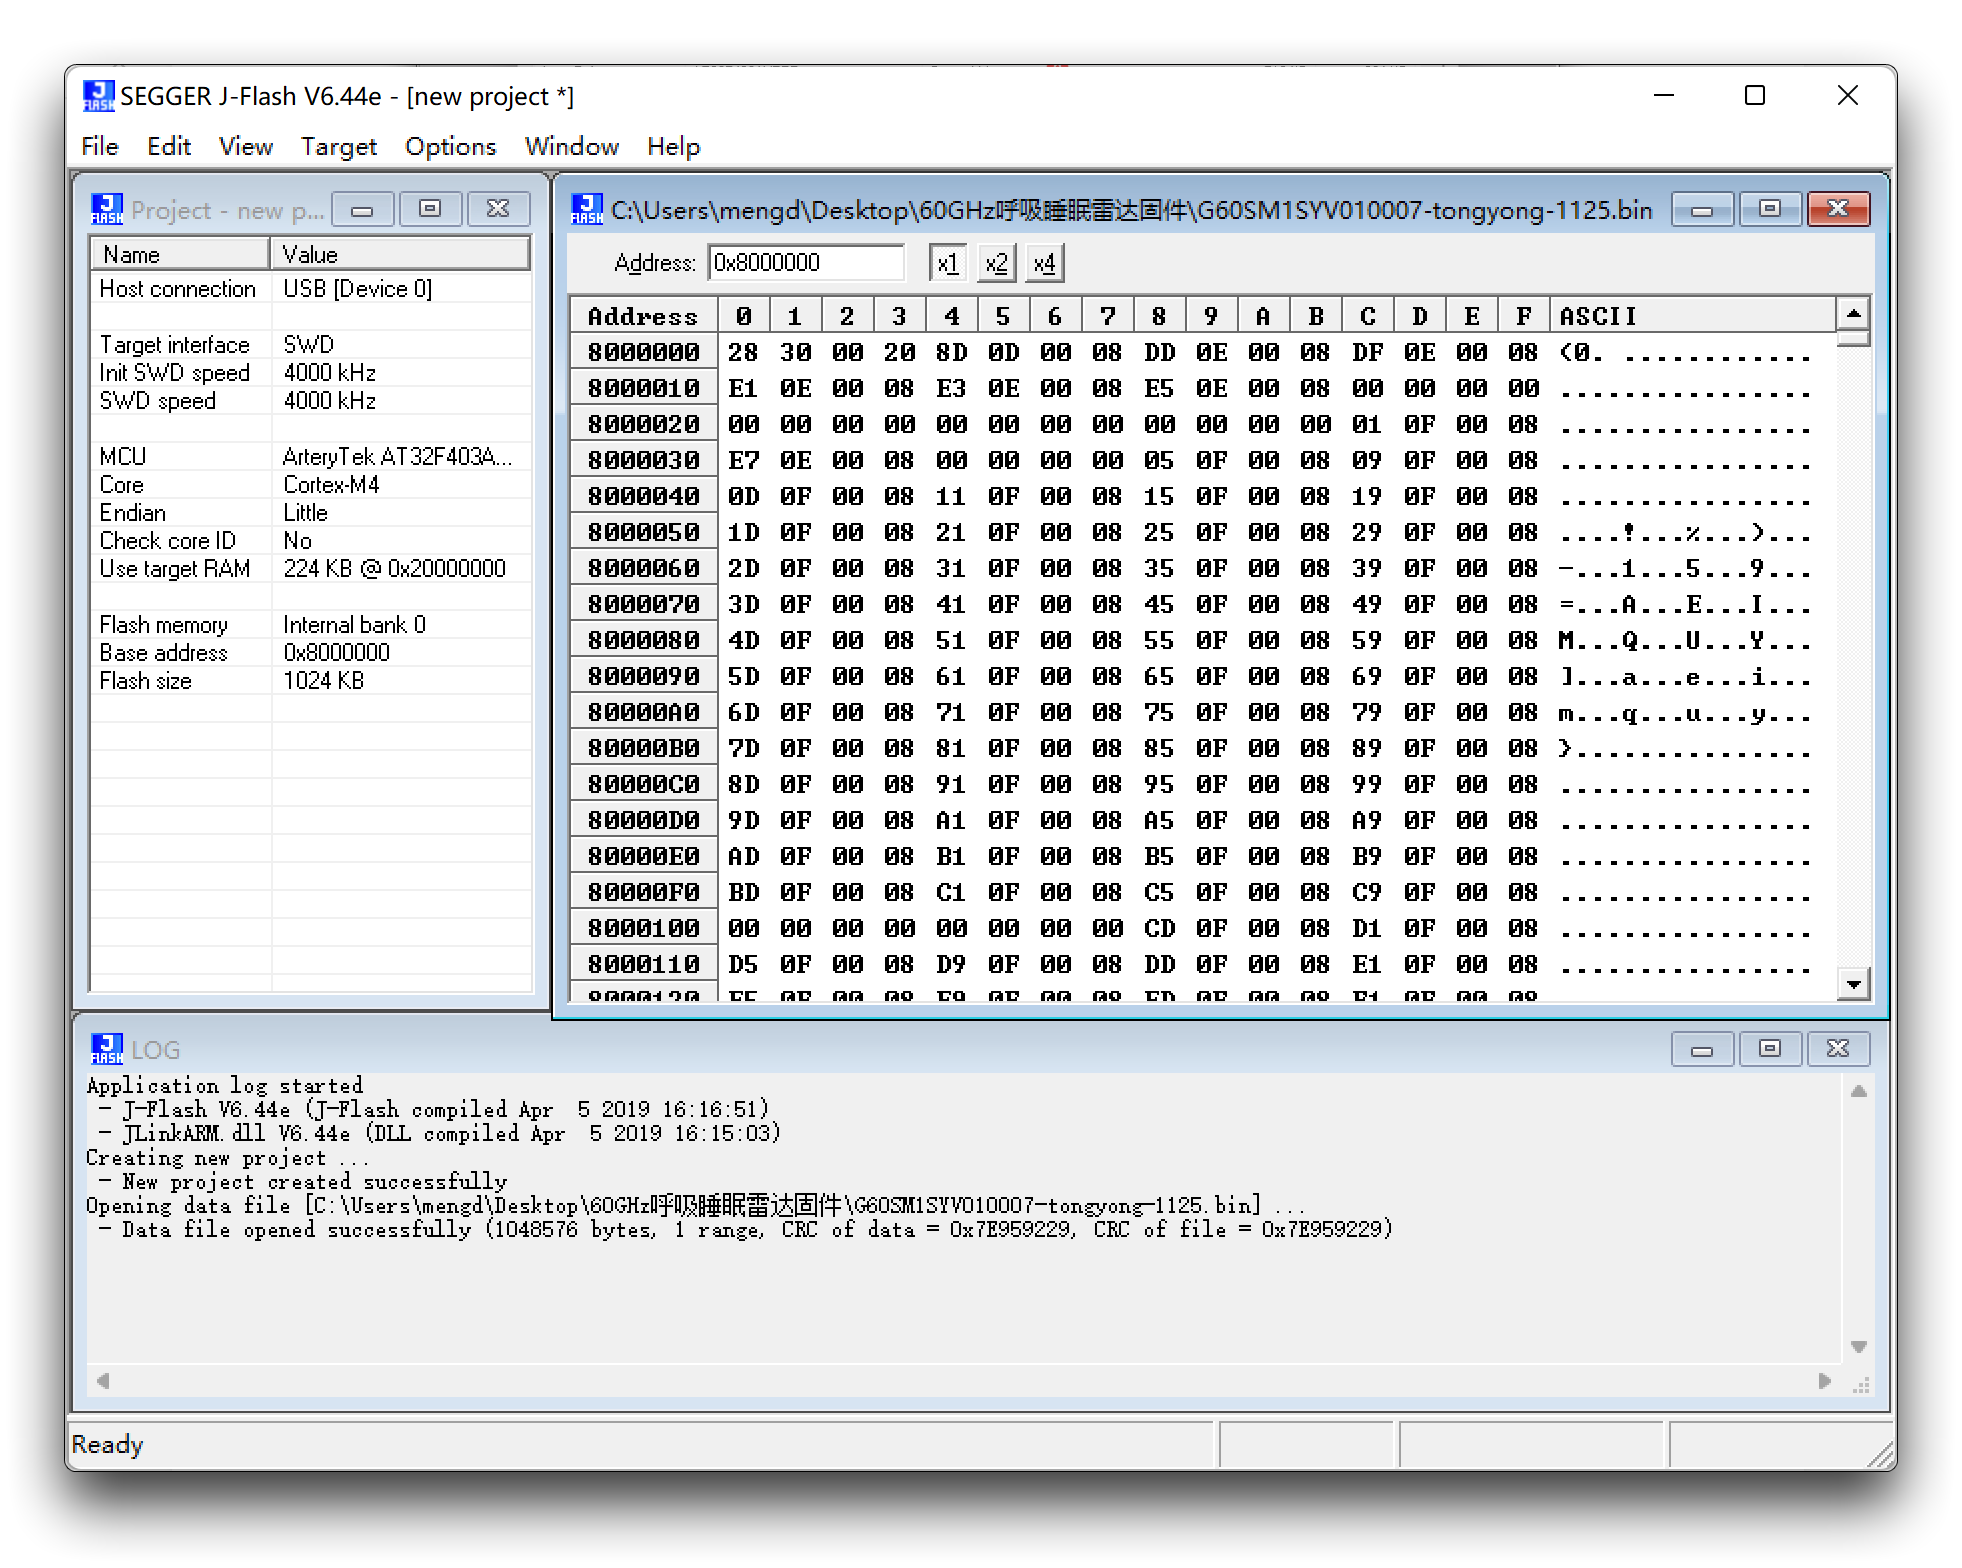 SEGGER J-Flash V6.44e - [new project *]
File Edit View Target Options Window Help
Project - new p...
Name Value
Host connection USB [Device 0]
Target interface SWD
Init SWD speed 4000 kHz
SWD speed 4000 kHz
MCU ArteryTek AT32F403A...
Core Cortex-M4
Endian Little
Check core ID No
Use target RAM 224 KB @ 0x20000000
Flash memory Internal bank 0
Base address 0x8000000
Flash size 1024 KB
C:\Users\mengd\Desktop\60GHz呼吸睡眠雷达固件\G60SM1SYV010007-tongyong-1125.bin
Address: 0x8000000 x1 x2 x4
Address 0 1 2 3 4 5 6 7 8 9 A B C D E F ASCII
8000000 28 30 00 20 8D 0D 00 08 DD 0E 00 08 DF 0E 00 08 (0. ............
8000010 E1 0E 00 08 E3 0E 00 08 E5 0E 00 08 00 00 00 00 ................
8000020 00 00 00 00 00 00 00 00 00 00 00 00 01 0F 00 08 ................
8000030 E7 0E 00 08 00 00 00 00 05 0F 00 08 09 0F 00 08 ................
8000040 0D 0F 00 08 11 0F 00 08 15 0F 00 08 19 0F 00 08 ................
8000050 1D 0F 00 08 21 0F 00 08 25 0F 00 08 29 0F 00 08 ....!...%...)...
8000060 2D 0F 00 08 31 0F 00 08 35 0F 00 08 39 0F 00 08 -...1...5...9...
8000070 3D 0F 00 08 41 0F 00 08 45 0F 00 08 49 0F 00 08 =...A...E...I...
8000080 4D 0F 00 08 51 0F 00 08 55 0F 00 08 59 0F 00 08 M...Q...U...Y...
8000090 5D 0F 00 08 61 0F 00 08 65 0F 00 08 69 0F 00 08 ]...a...e...i...
80000A0 6D 0F 00 08 71 0F 00 08 75 0F 00 08 79 0F 00 08 m...q...u...y...
80000B0 7D 0F 00 08 81 0F 00 08 85 0F 00 08 89 0F 00 08 }...............
80000C0 8D 0F 00 08 91 0F 00 08 95 0F 00 08 99 0F 00 08 ................
80000D0 9D 0F 00 08 A1 0F 00 08 A5 0F 00 08 A9 0F 00 08 ................
80000E0 AD 0F 00 08 B1 0F 00 08 B5 0F 00 08 B9 0F 00 08 ................
80000F0 BD 0F 00 08 C1 0F 00 08 C5 0F 00 08 C9 0F 00 08 ................
8000100 00 00 00 00 00 00 00 00 CD 0F 00 08 D1 0F 00 08 ................
8000110 D5 0F 00 08 D9 0F 00 08 DD 0F 00 08 E1 0F 00 08 ................
LOG
Application log started
- J-Flash V6.44e (J-Flash compiled Apr 5 2019 16:16:51)
- JLinkARM.dll V6.44e (DLL compiled Apr 5 2019 16:15:03)
Creating new project ...
- New project created successfully
Opening data file [C:\Users\mengd\Desktop\60GHz呼吸睡眠雷达固件\G60SM1SYV010007-tongyong-1125.bin] ...
- Data file opened successfully (1048576 bytes, 1 range, CRC of data = 0x7E959229, CRC of file = 0x7E959229)
Ready